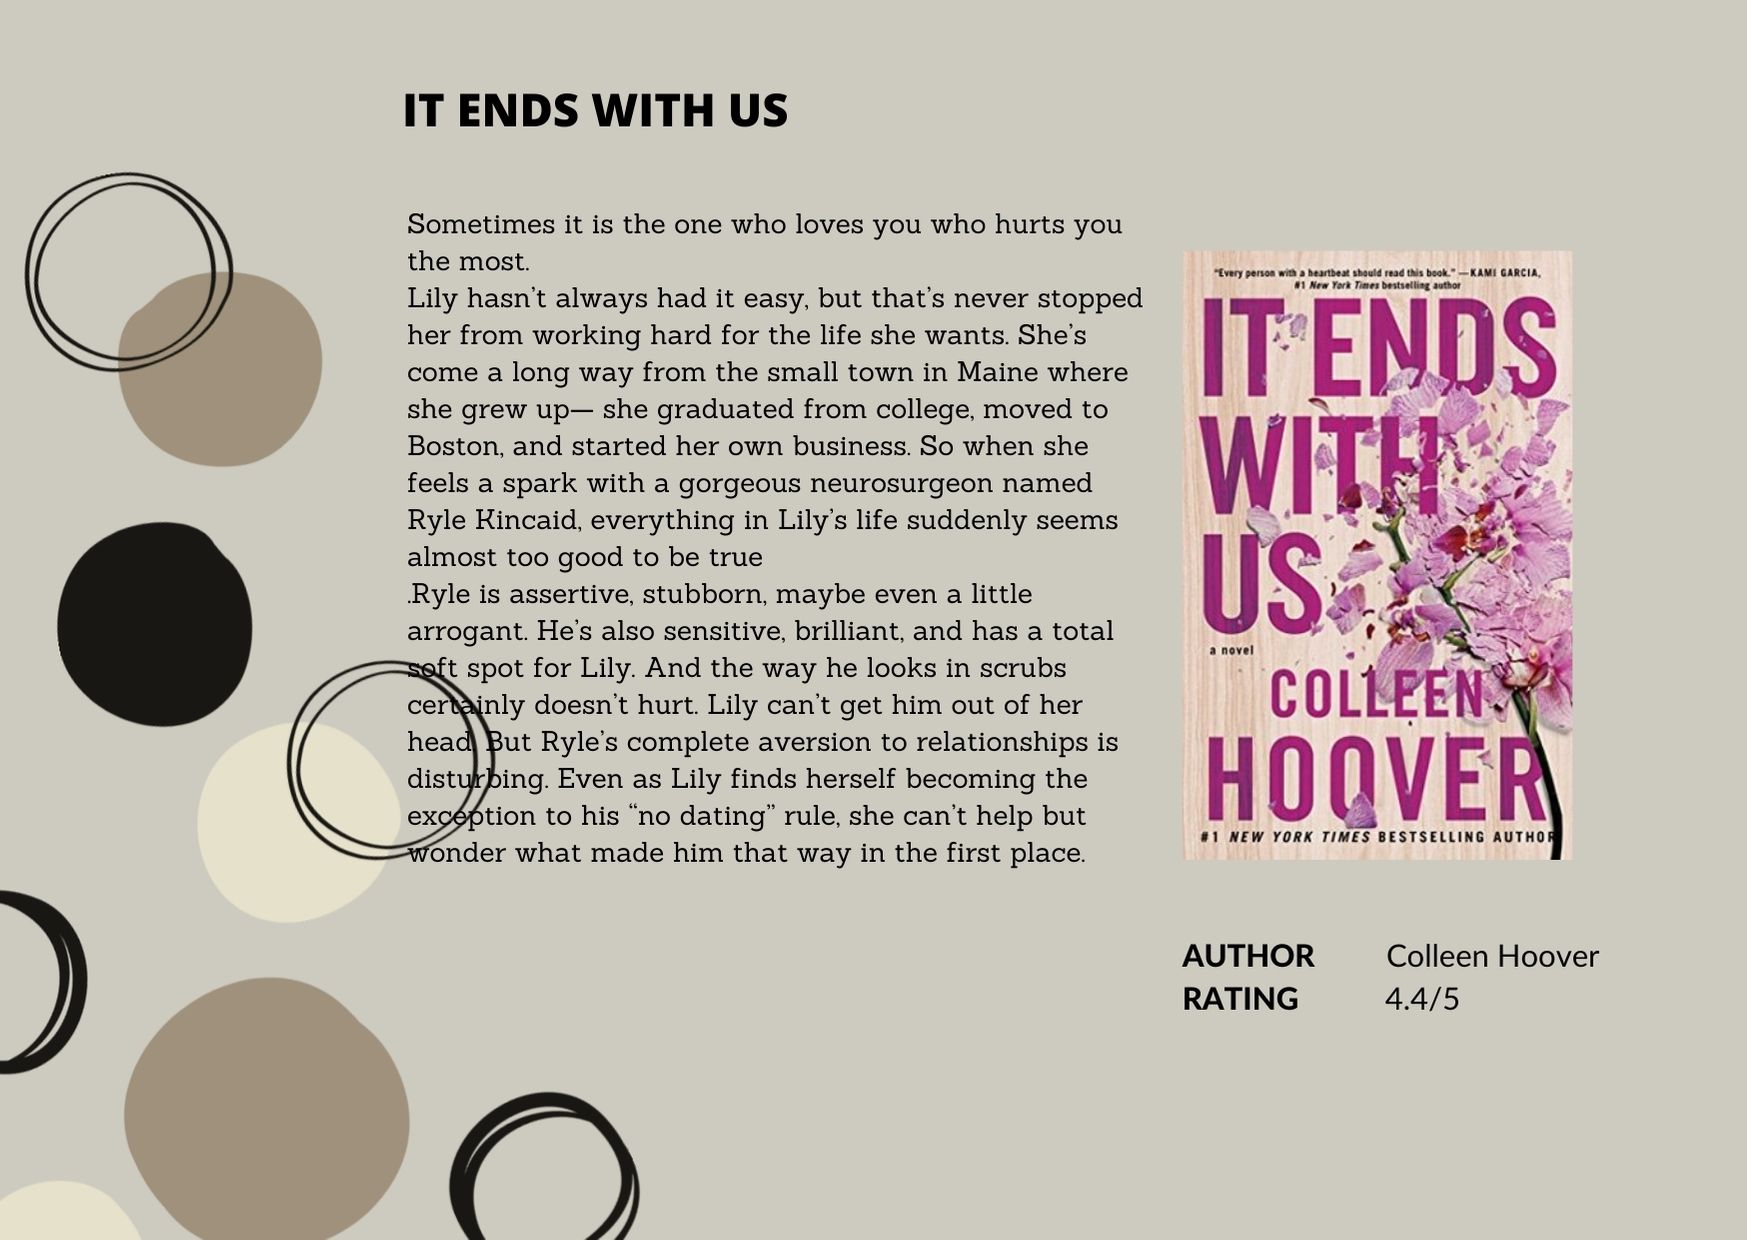 IT ENDS WITH US
Sometimes it is the one who loves you who hurts you
the most.
Lily hasn’t always had it easy, but that’s never stopped
her from working hard for the life she wants. She’s
come a long way from the small town in Maine where
she grew up— she graduated from college, moved to
Boston, and started her own business. So when she
feels a spark with a gorgeous neurosurgeon named
Ryle Kincaid, everything in Lily’s life suddenly seems
almost too good to be true
.Ryle is assertive, stubborn, maybe even a little
arrogant. He’s also sensitive, brilliant, and has a total
soft spot for Lily. And the way he looks in scrubs
certainly doesn’t hurt. Lily can’t get him out of her
head. But Ryle’s complete aversion to relationships is
disturbing. Even as Lily finds herself becoming the
exception to his “no dating” rule, she can’t help but
wonder what made him that way in the first place.
“Every person with a heartbeat should read this book.” —KAMI GARCIA,
#1 New York Times bestselling author
IT ENDS
WITH
US
a novel
COLLEEN
HOOVER
#1 NEW YORK TIMES BESTSELLING AUTHOR
AUTHOR Colleen Hoover
RATING 4.4/5